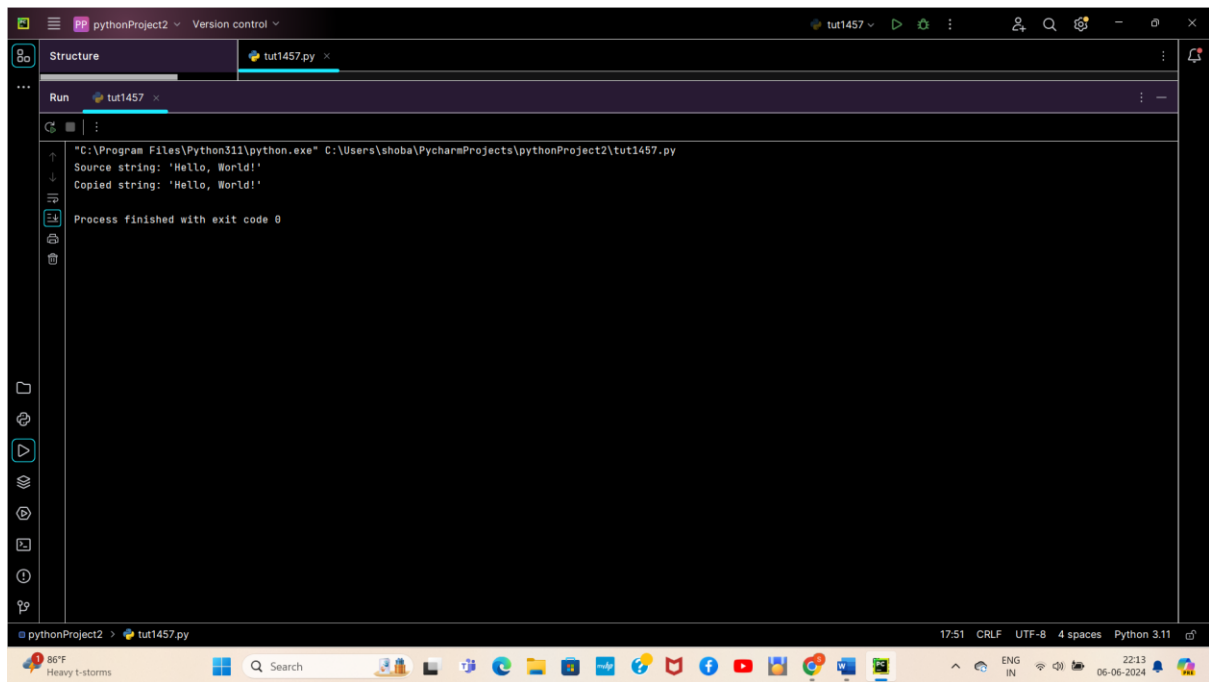 PP pythonProject2 Version control tut1457
Structure tut1457.py
Run tut1457
"C:\Program Files\Python311\python.exe" C:\Users\shoba\PycharmProjects\pythonProject2\tut1457.py
Source string: 'Hello, World!'
Copied string: 'Hello, World!'
Process finished with exit code 0
pythonProject2 > tut1457.py 17:51 CRLF UTF-8 4 spaces Python 3.11
1 86°F Search ENG 22:13
Heavy t-storms IN 06-06-2024